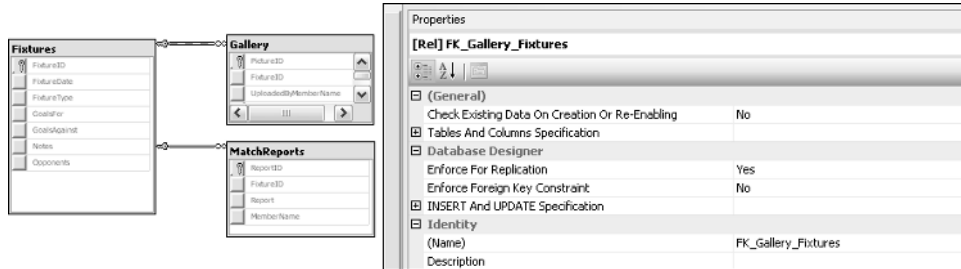 Fixtures
FixtureID
FixtureDate
FixtureType
GoalsFor
GoalsAgainst
Notes
Opponents
Gallery
PictureID
FixtureID
UploadedByMemberName
MatchReports
ReportID
FixtureID
Report
MemberName
Properties
[Rel] FK_Gallery_Fixtures
(General)
Check Existing Data On Creation Or Re-Enabling No
Tables And Columns Specification
Database Designer
Enforce For Replication Yes
Enforce Foreign Key Constraint No
INSERT And UPDATE Specification
Identity
(Name) FK_Gallery_Fixtures
Description